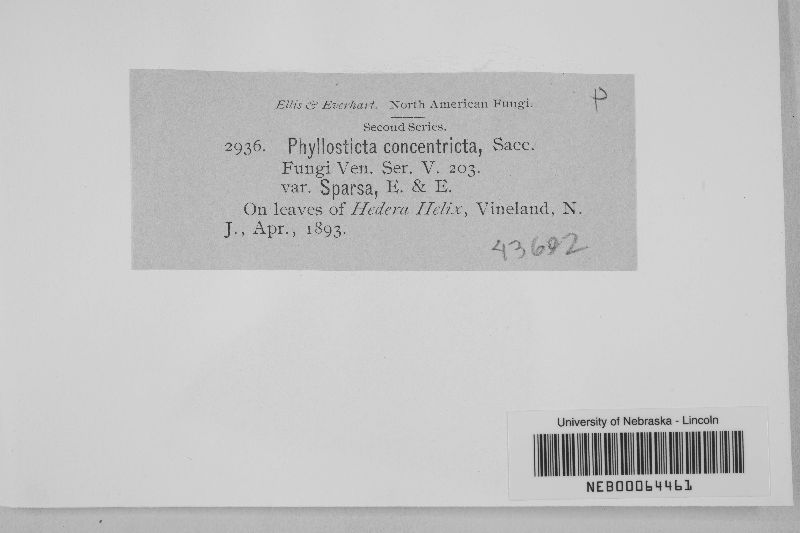 Ellis & Everhart. North American Fungi.
P
Second Series.
2936. Phyllosticta concentricta, Sacc.
Fungi Ven. Ser. V. 203.
var. Sparsa, E. & E.
On leaves of Hedera Helix, Vineland, N.
J., Apr., 1893.
University of Nebraska - Lincoln
NEB00064461